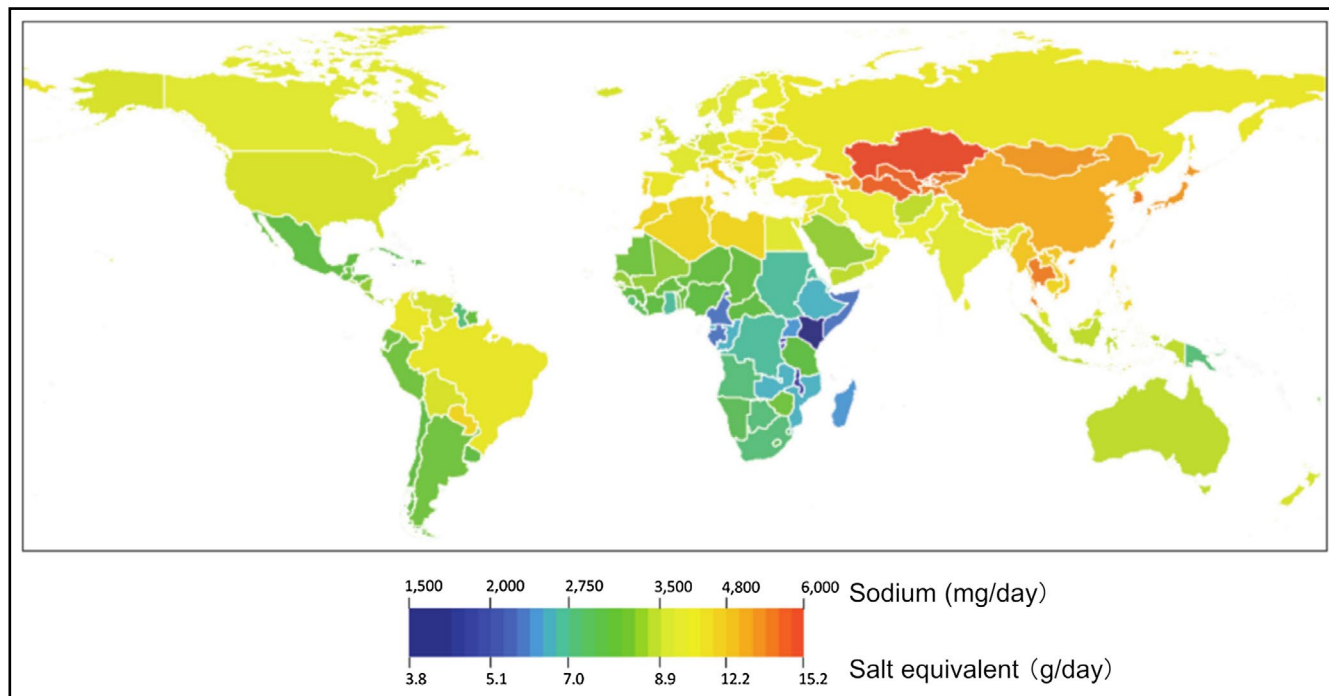 1,500 2,000 2,750 3,500 4,800 6,000 Sodium (mg/day)
3.8 5.1 7.0 8.9 12.2 15.2 Salt equivalent (g/day)